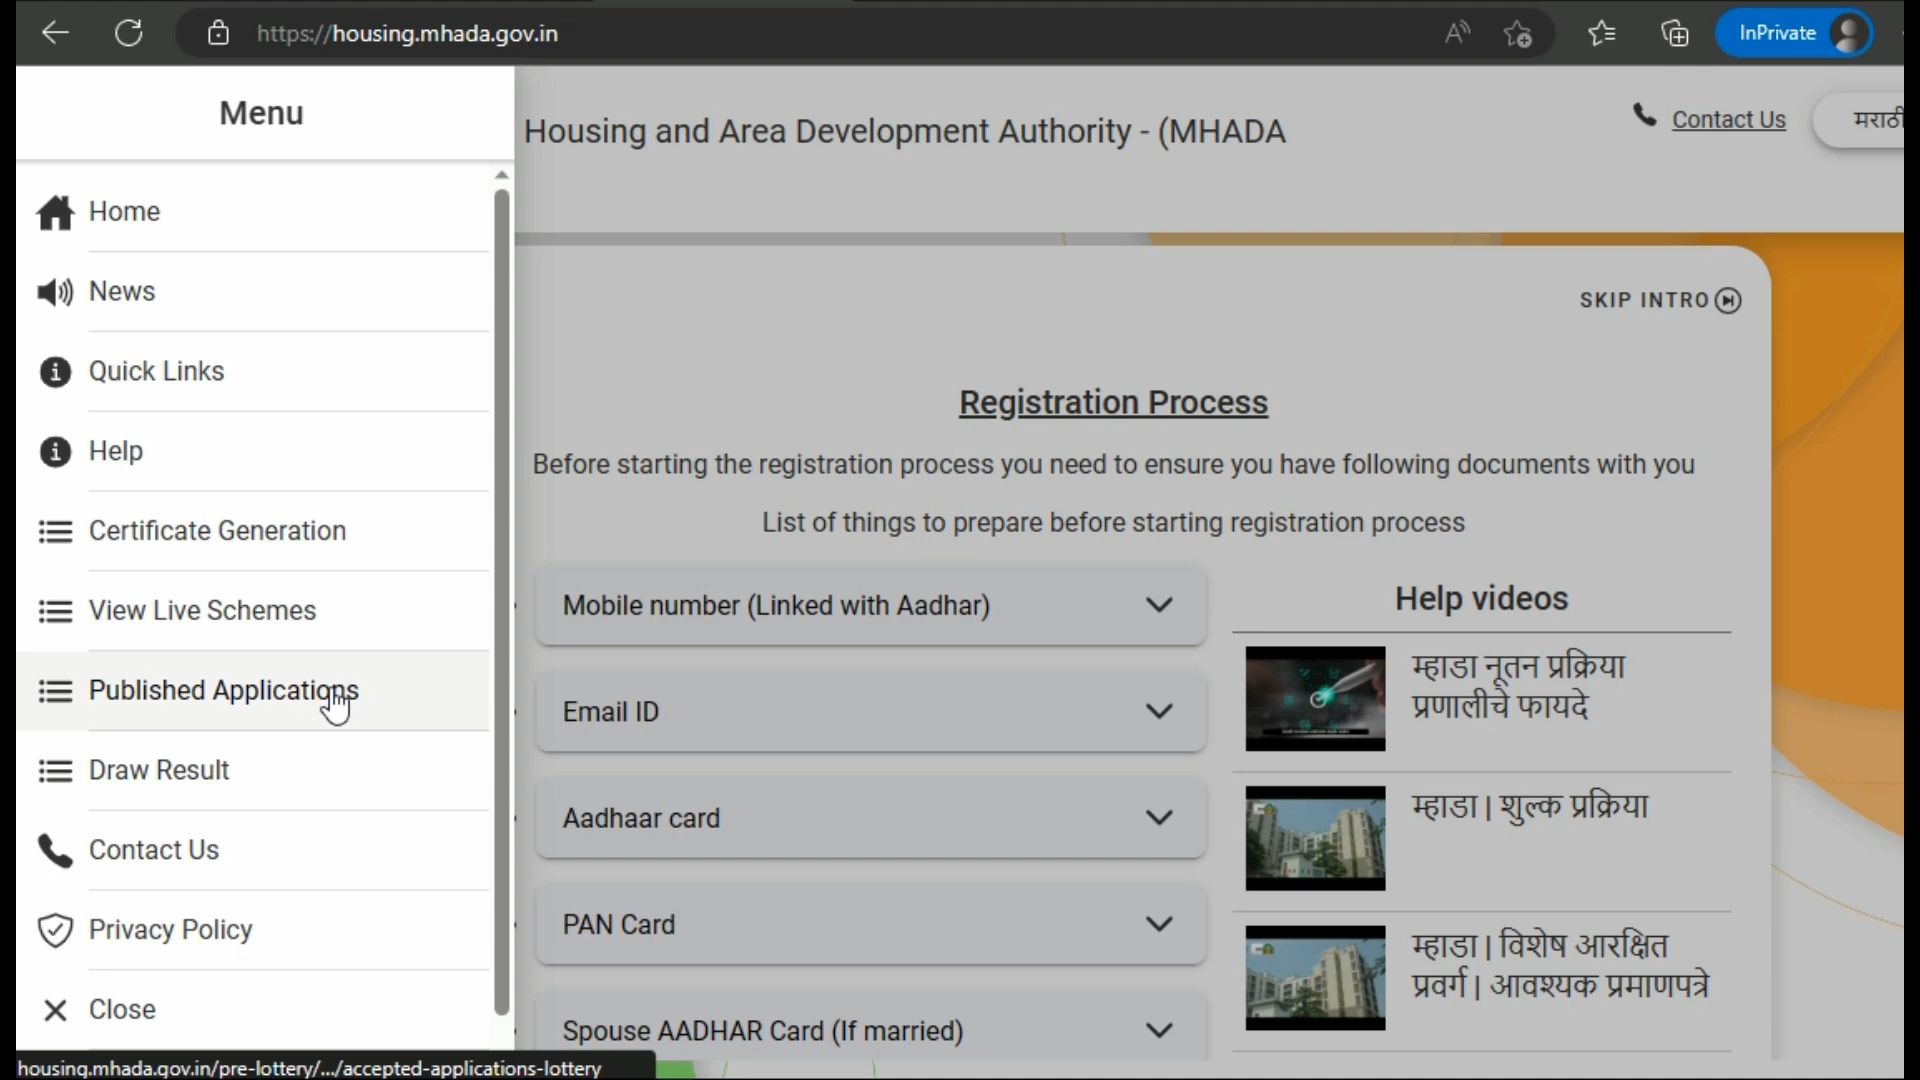 https://housing.mhada.gov.in
InPrivate
Menu
Home
News
Quick Links
Help
Certificate Generation
View Live Schemes
Published Applications
Draw Result
Contact Us
Privacy Policy
Close
housing.mhada.gov.in/pre-lottery/.../accepted-applications-lottery
Housing and Area Development Authority - (MHADA
Contact Us
मराठी
SKIP INTRO
Registration Process
Before starting the registration process you need to ensure you have following documents with you
List of things to prepare before starting registration process
Mobile number (Linked with Aadhar)
Email ID
Aadhaar card
PAN Card
Spouse AADHAR Card (If married)
Help videos
म्हाडा नूतन प्रक्रिया
प्रणालीचे फायदे
म्हाडा | शुल्क प्रक्रिया
म्हाडा | विशेष आरक्षित
प्रवर्ग | आवश्यक प्रमाणपत्रे